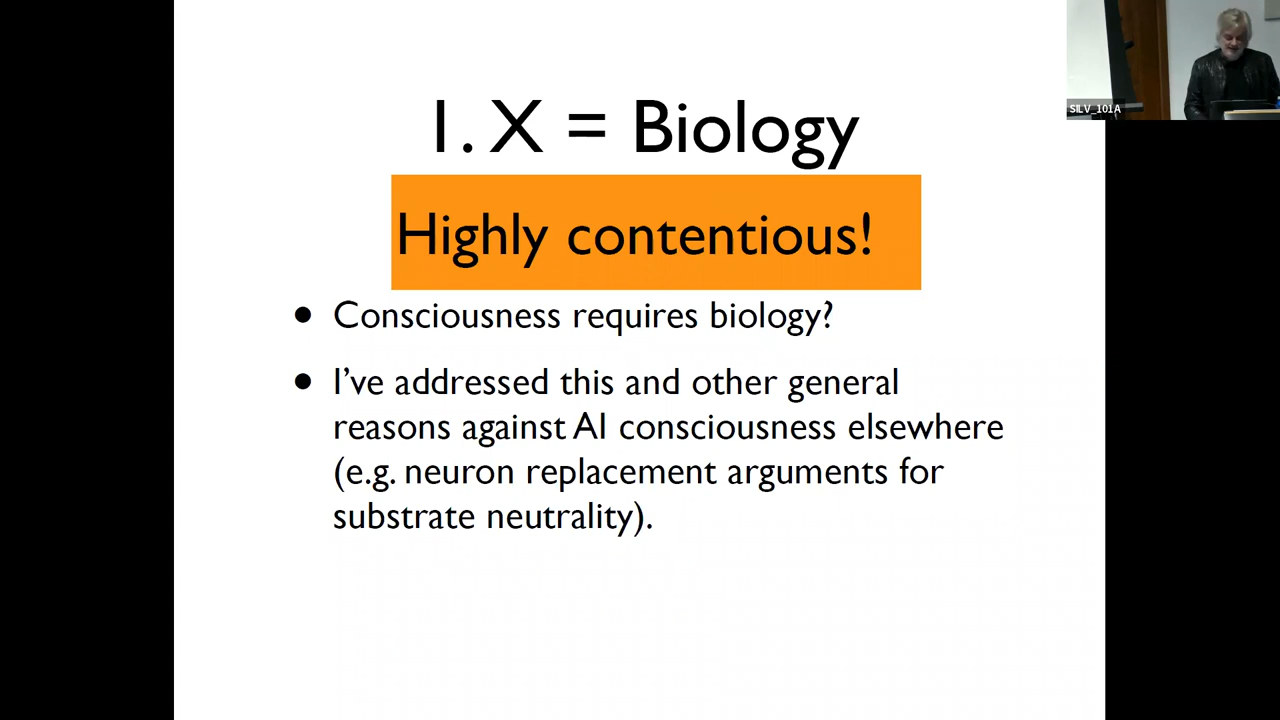 1. X = Biology
SILV_101A
Highly contentious!
• Consciousness requires biology?
• I've addressed this and other general
reasons against AI consciousness elsewhere
(e.g. neuron replacement arguments for
substrate neutrality).